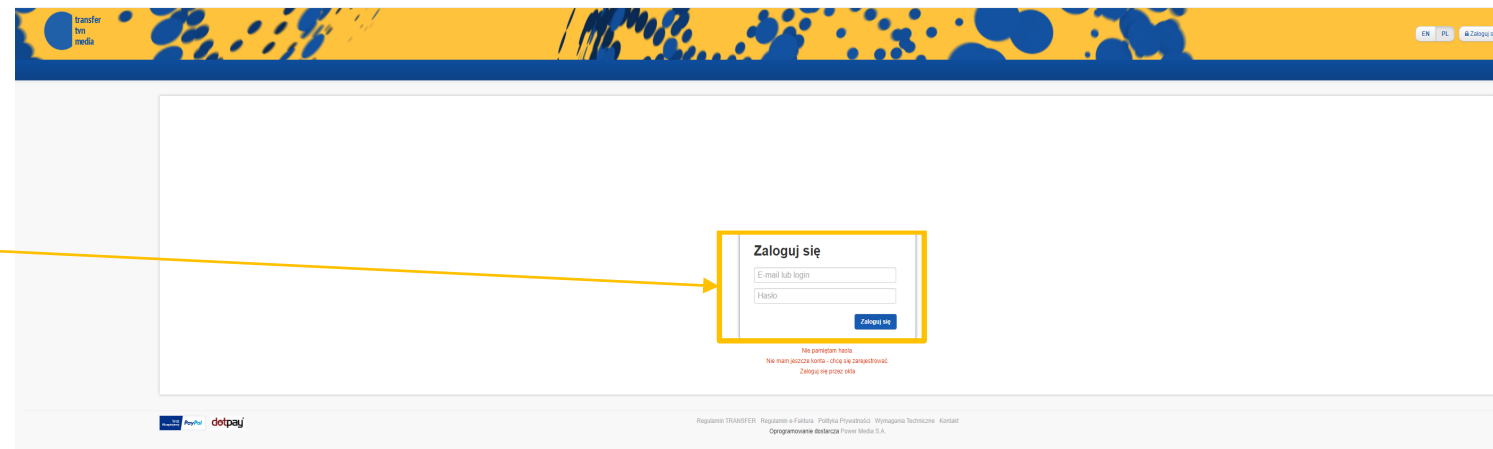 transfer
tvn
media
EN PL Zaloguj s
Zaloguj się
E-mail lub login
Hasło
Zaloguj się
Nie pamiętam hasła
Nie mam jeszcze konta - chcę się zarejestrować.
Zaloguj się przez okta
PayPal dotpay
Regulamin TRANSFER Regulamin e-Faktura Polityka Prywatności Wymagania Techniczne Kontakt
Oprogramowanie dostarcza Power Media S.A.